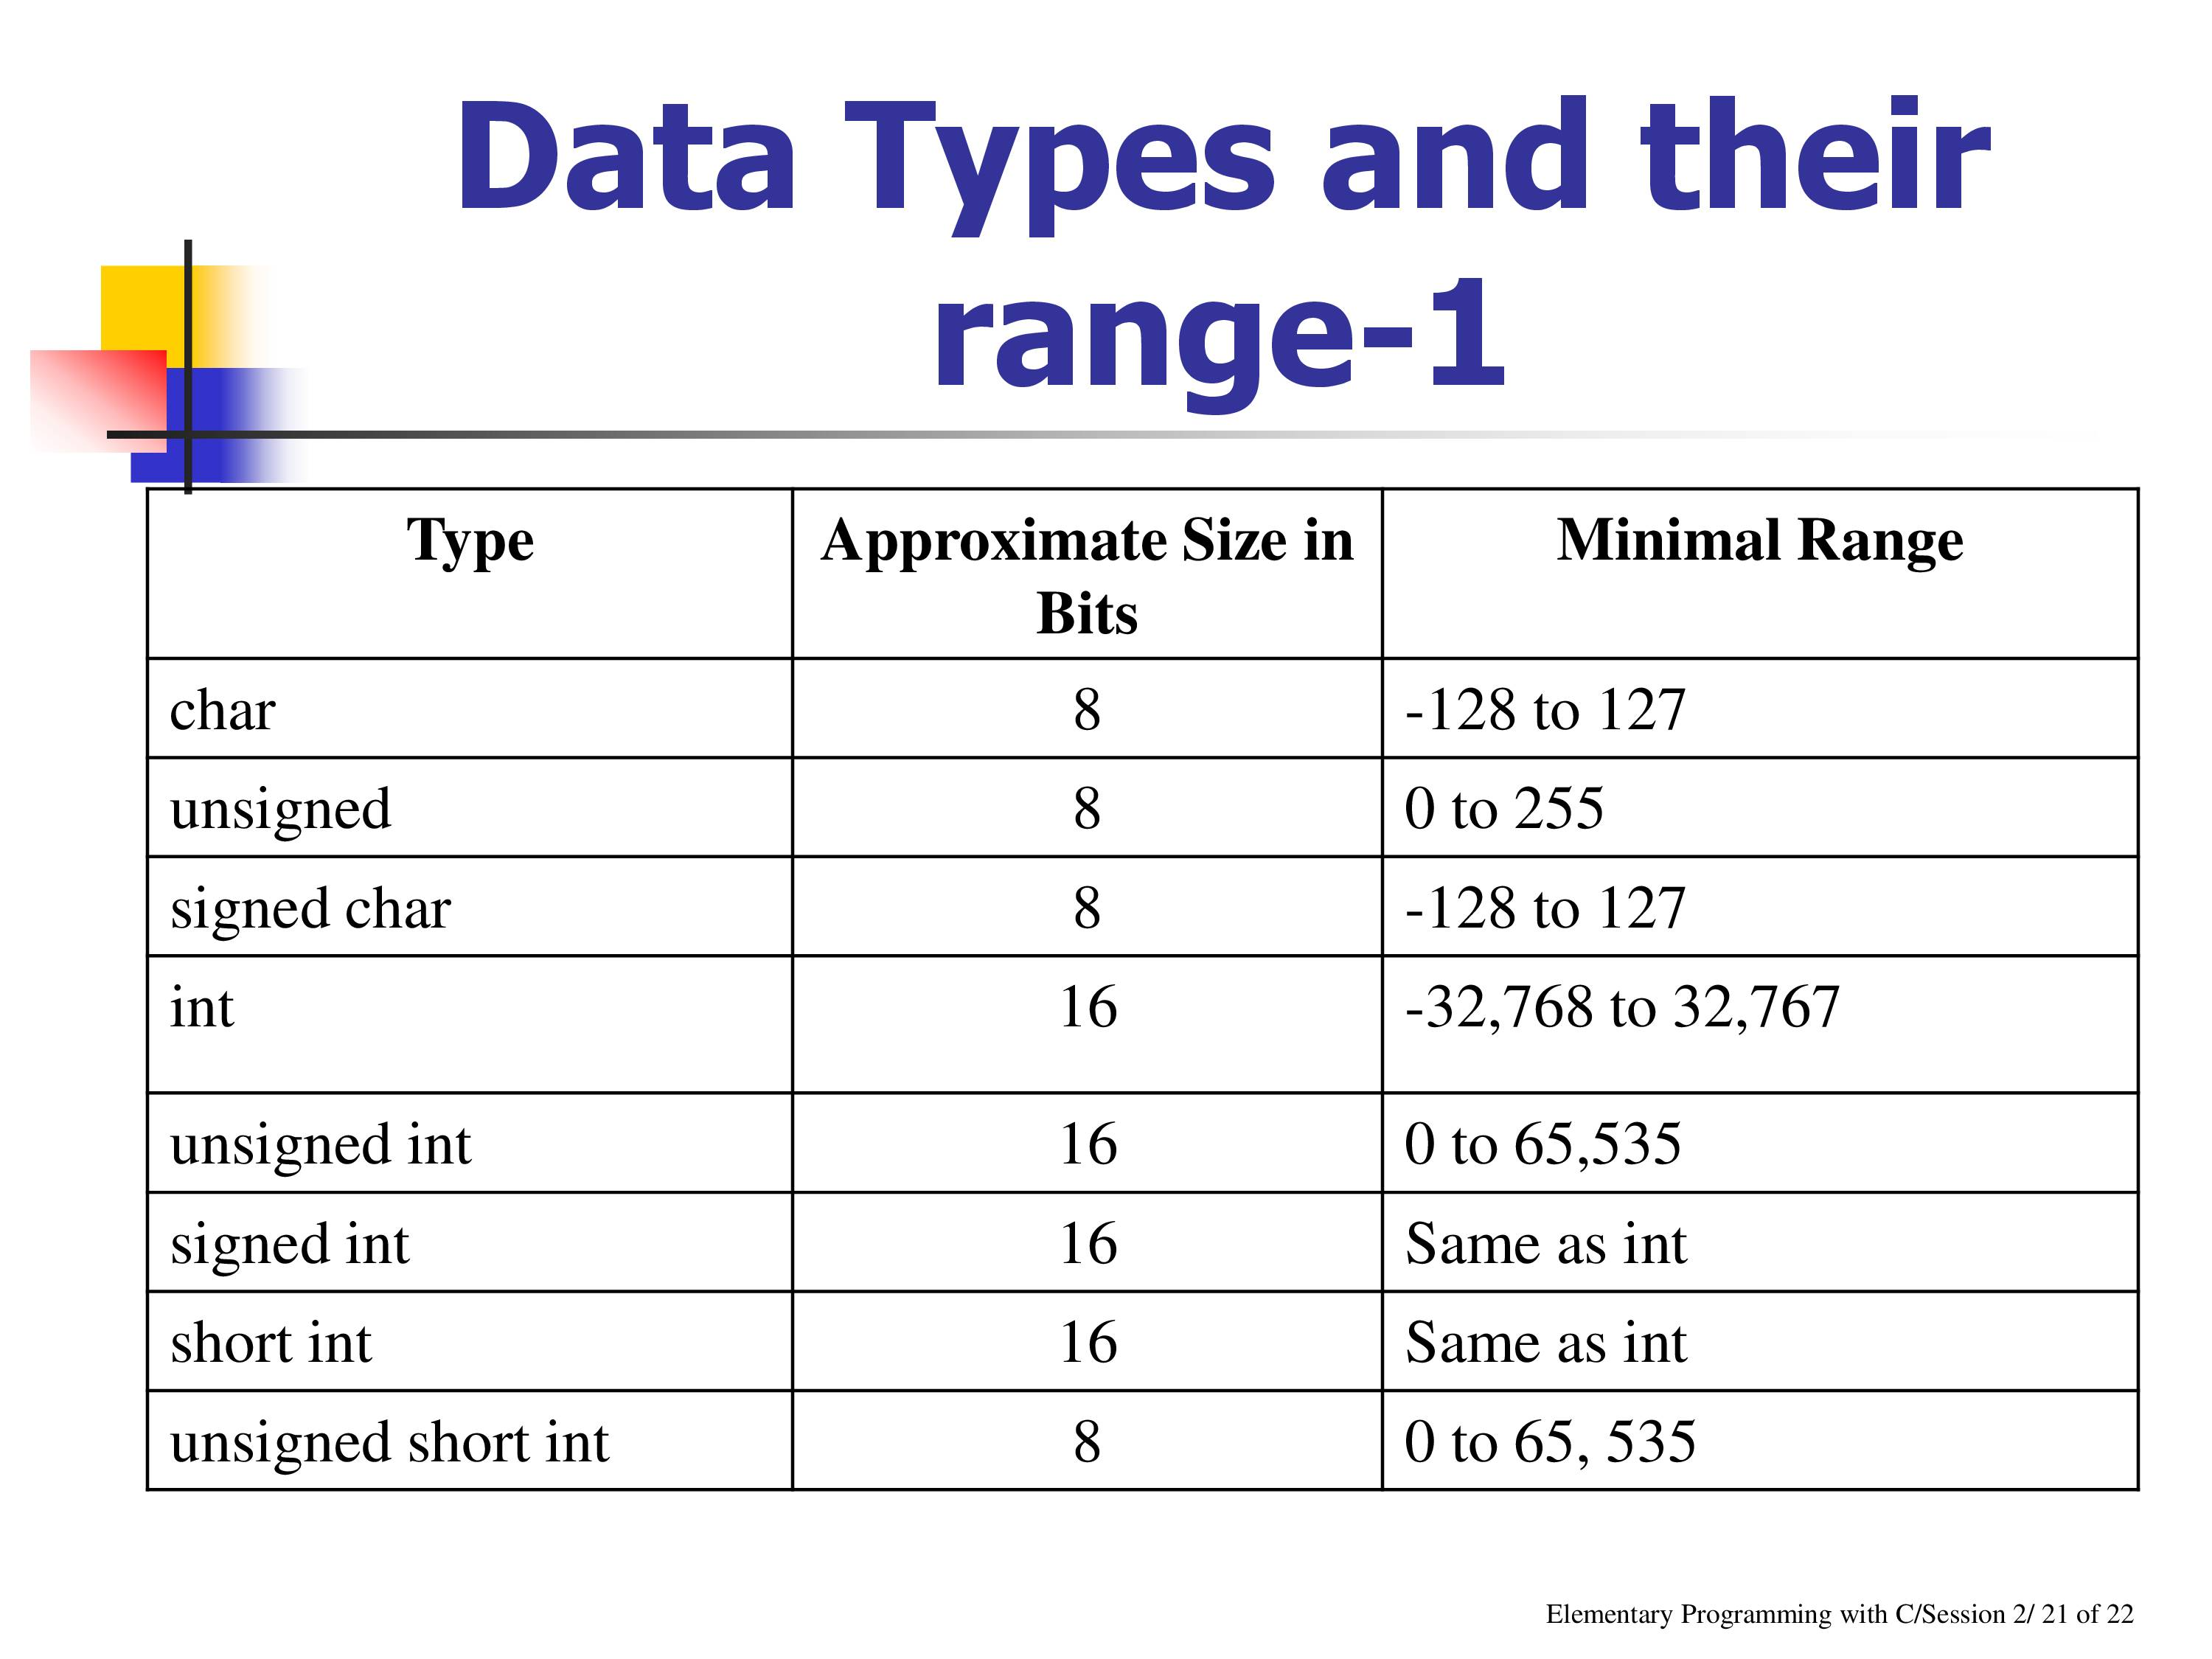 Data Types and their
range-1
Type Approximate Size in Minimal Range
Bits
char 8 -128 to 127
unsigned 8 0 to 255
signed char 8 -128 to 127
int 16 -32,768 to 32,767
unsigned int 16 0 to 65,535
signed int 16 Same as int
short int 16 Same as int
unsigned short int 8 0 to 65, 535
Elementary Programming with C/Session 2/ 21 of 22